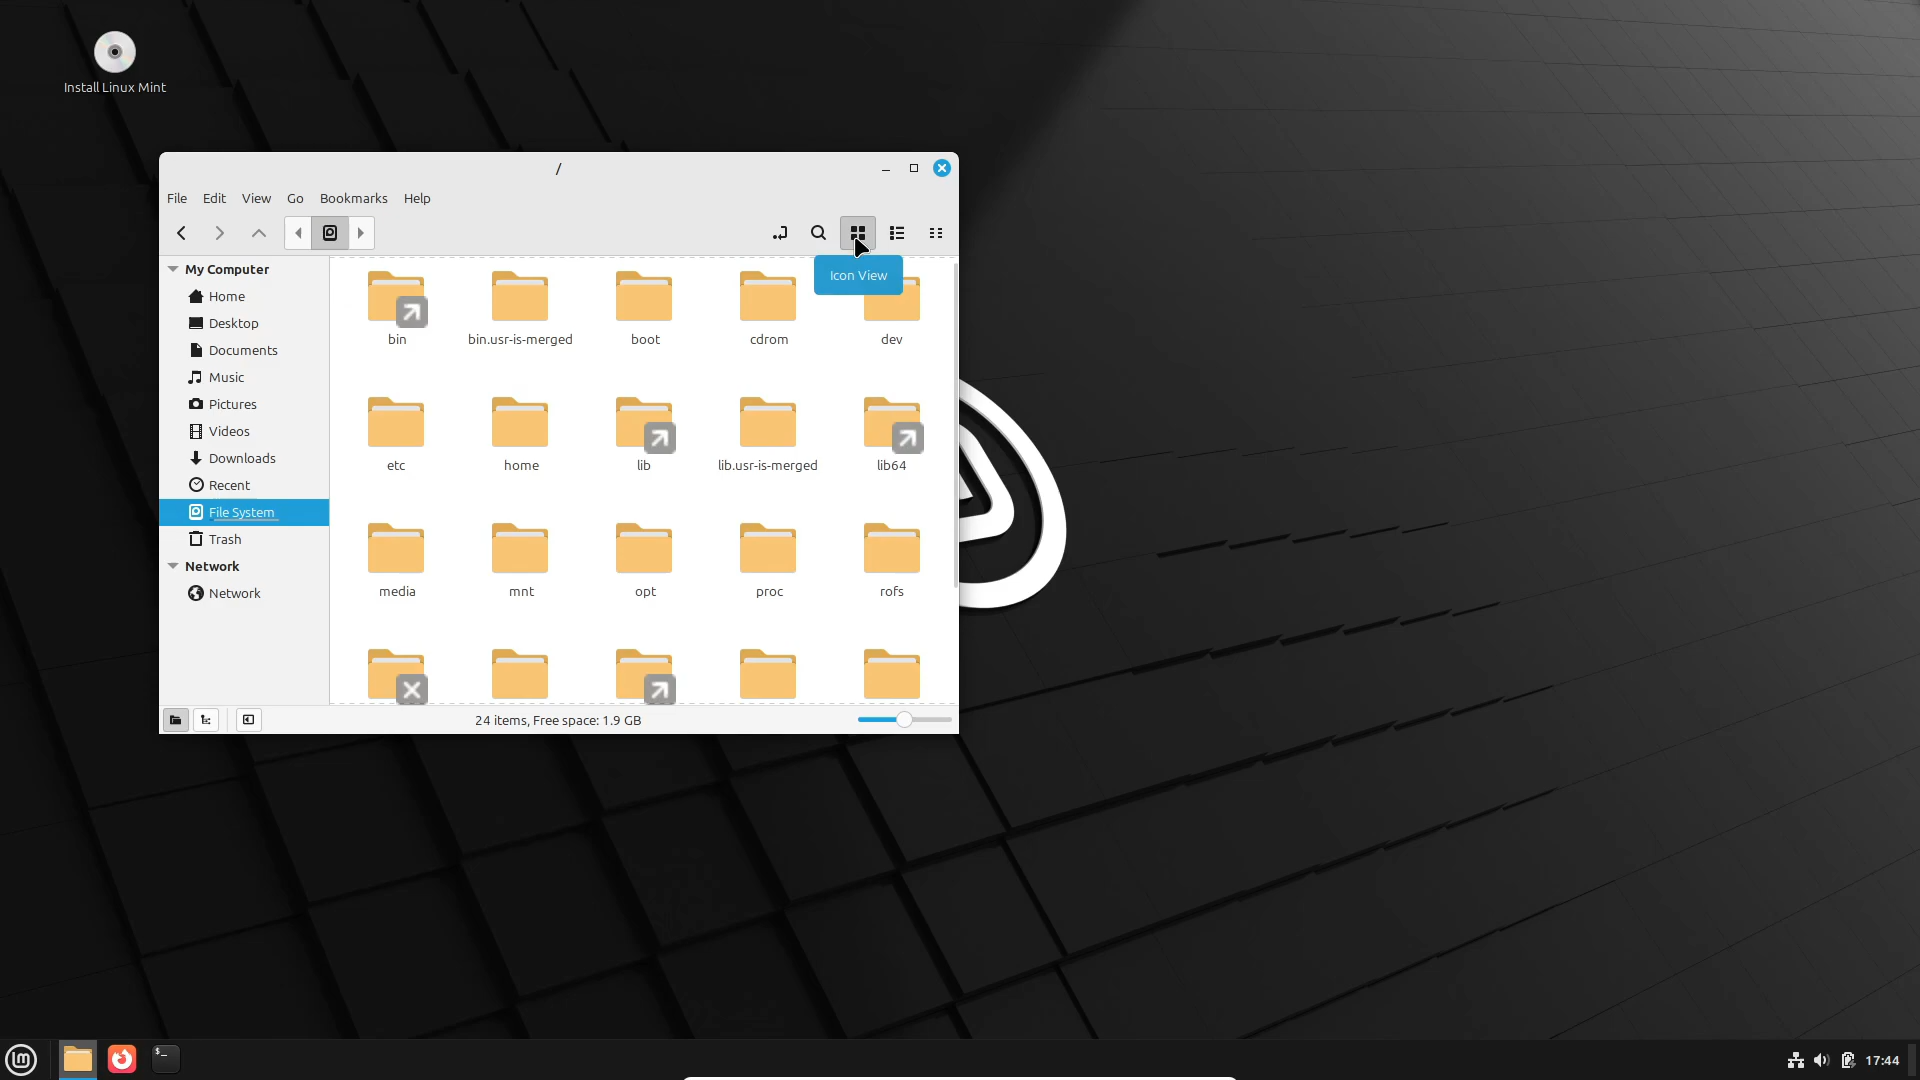 Install Linux Mint
/
File Edit View Go Bookmarks Help
Icon View
My Computer
Home
Desktop
Documents
Music
Pictures
Videos
Downloads
Recent
File System
Trash
Network
Network
bin bin.usr-is-merged boot cdrom dev
etc home lib lib.usr-is-merged lib64
media mnt opt proc rofs
24 items, Free space: 1.9 GB
17:44